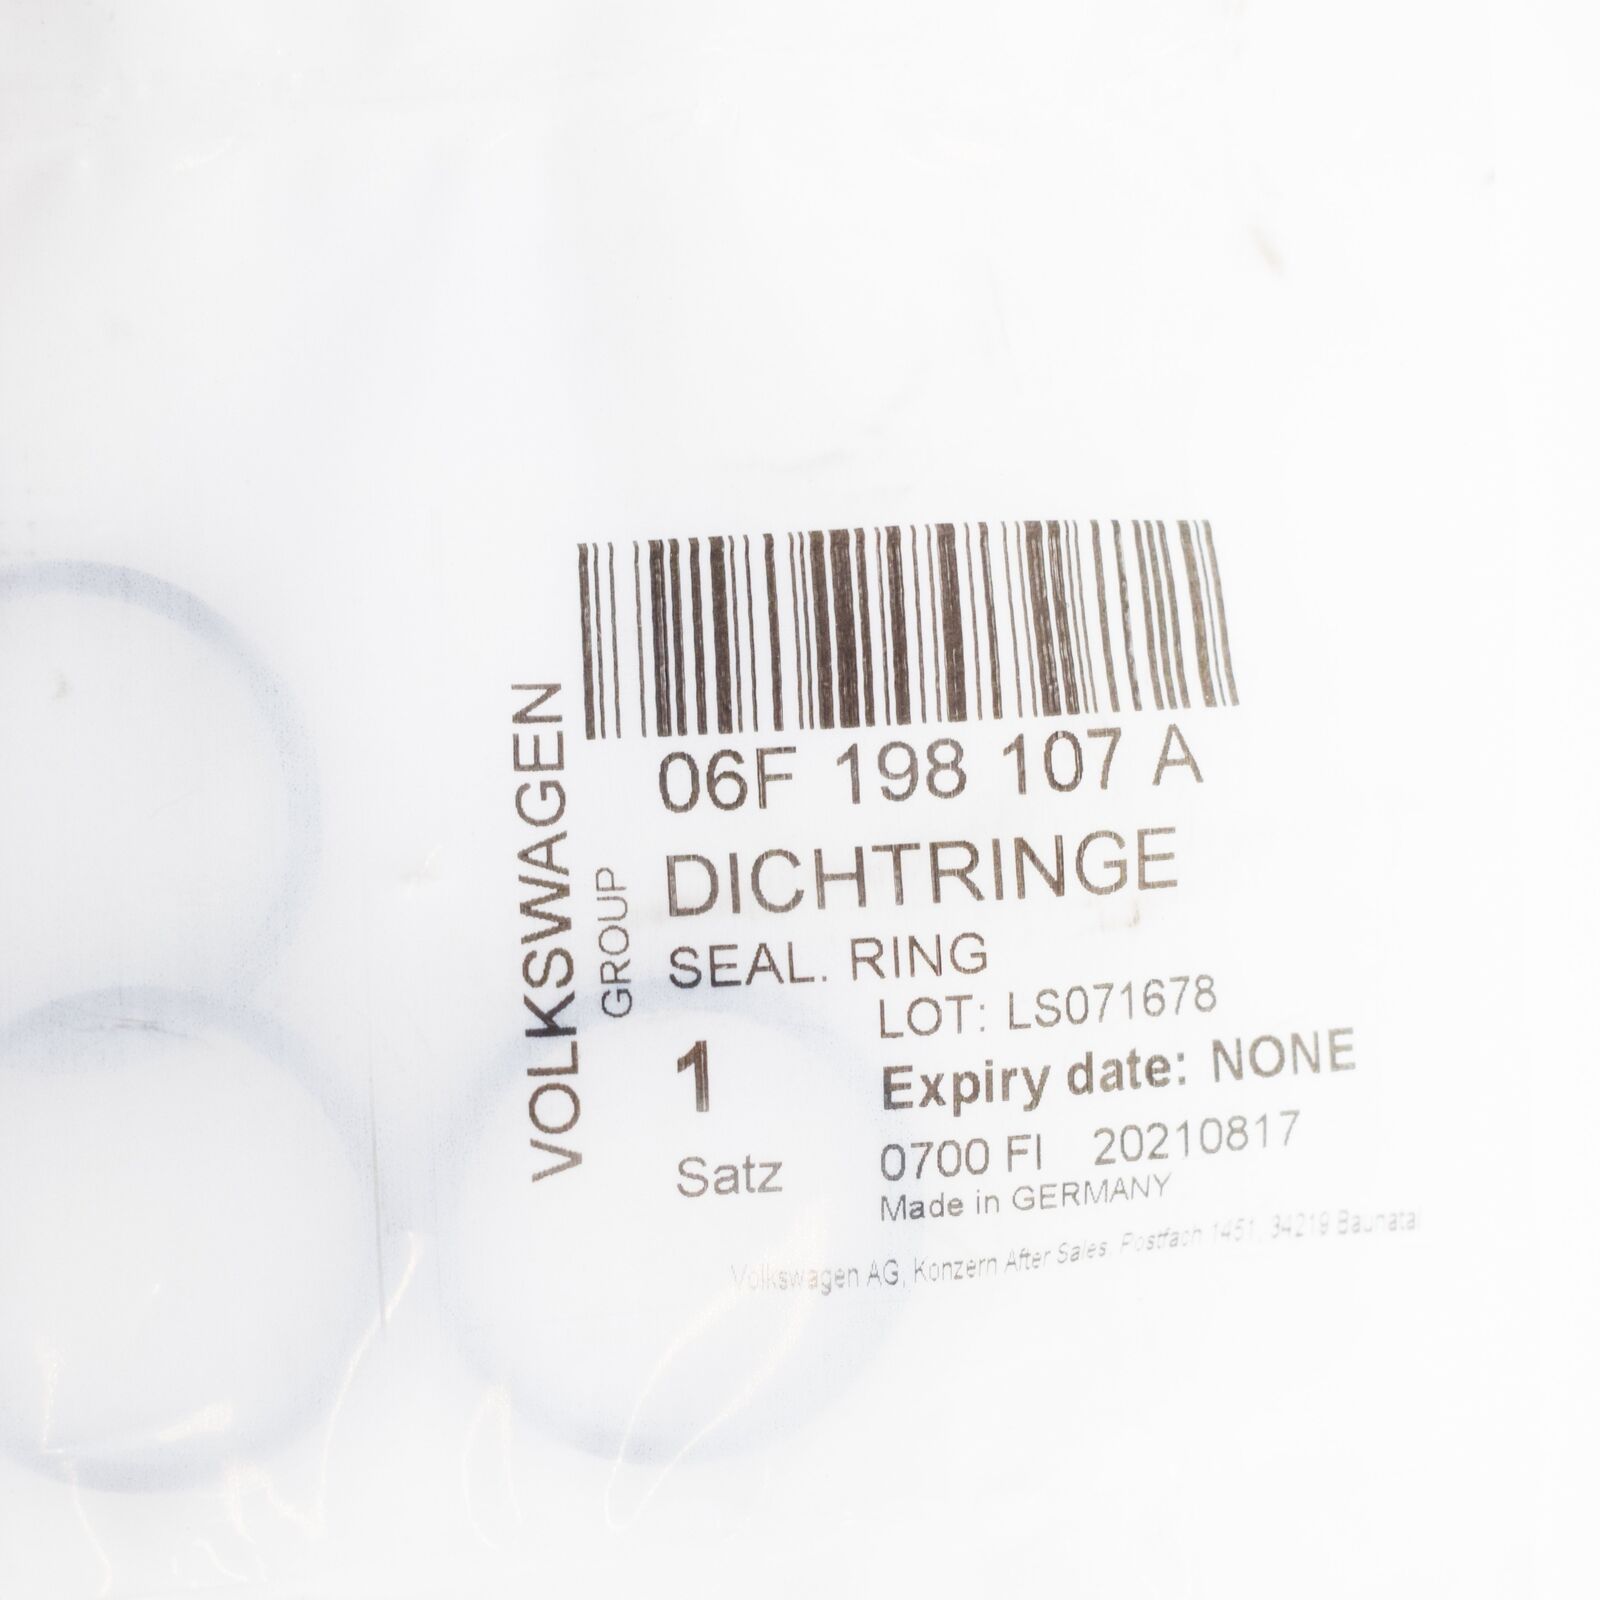 VOLKSWAGEN
GROUP
06F 198 107 A
DICHTRINGE
SEAL. RING
LOT: LS071678
1
Expiry date: NONE
Satz
0700 FI 20210817
Made in GERMANY
Volkswagen AG, Konzern After Sales, Postfach 1451, 34219 Baunatal